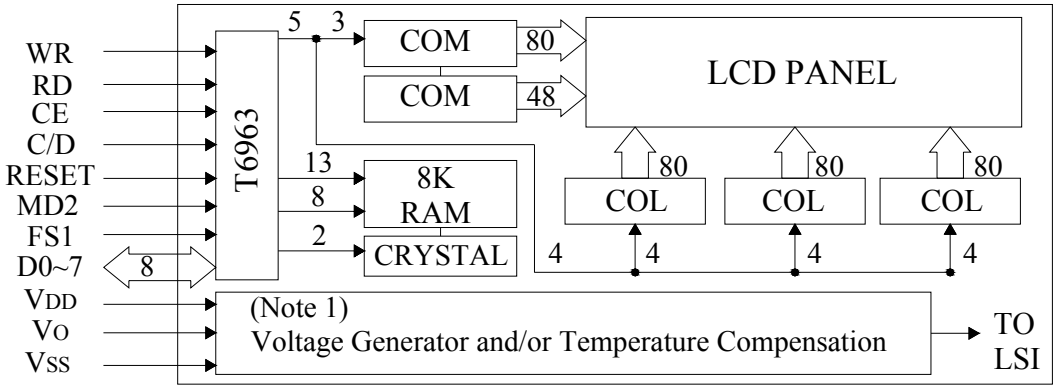 WR
RD
CE
C/D
RESET
MD2
FS1
D0~7
8
VDD
VO
VSS
T6963
5
3
COM
80
COM
48
LCD PANEL
13
8
2
8K
RAM
CRYSTAL
80
80
80
COL
COL
COL
4
4
4
4
(Note 1)
Voltage Generator and/or Temperature Compensation
TO
LSI